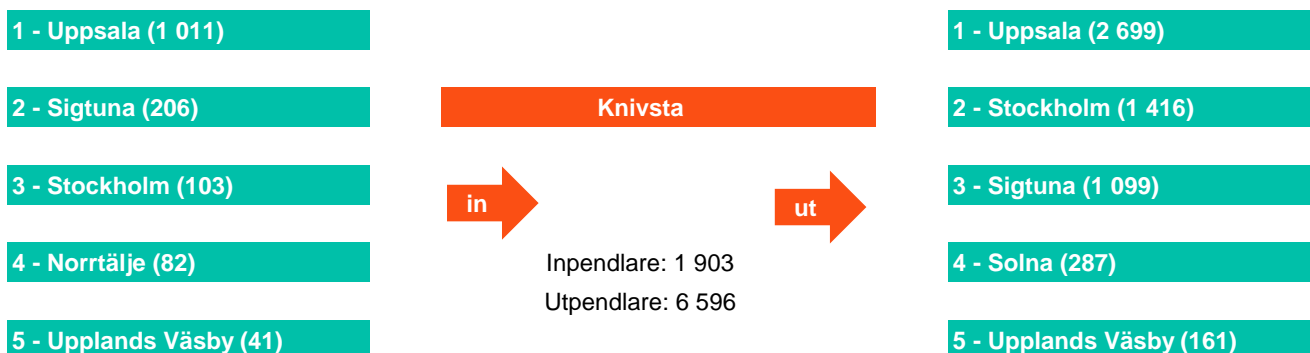 1 - Uppsala (1 011)
2 - Sigtuna (206)
3 - Stockholm (103)
4 - Norrtälje (82)
5 - Upplands Väsby (41)
Knivsta
in
ut
Inpendlare: 1 903
Utpendlare: 6 596
1 - Uppsala (2 699)
2 - Stockholm (1 416)
3 - Sigtuna (1 099)
4 - Solna (287)
5 - Upplands Väsby (161)